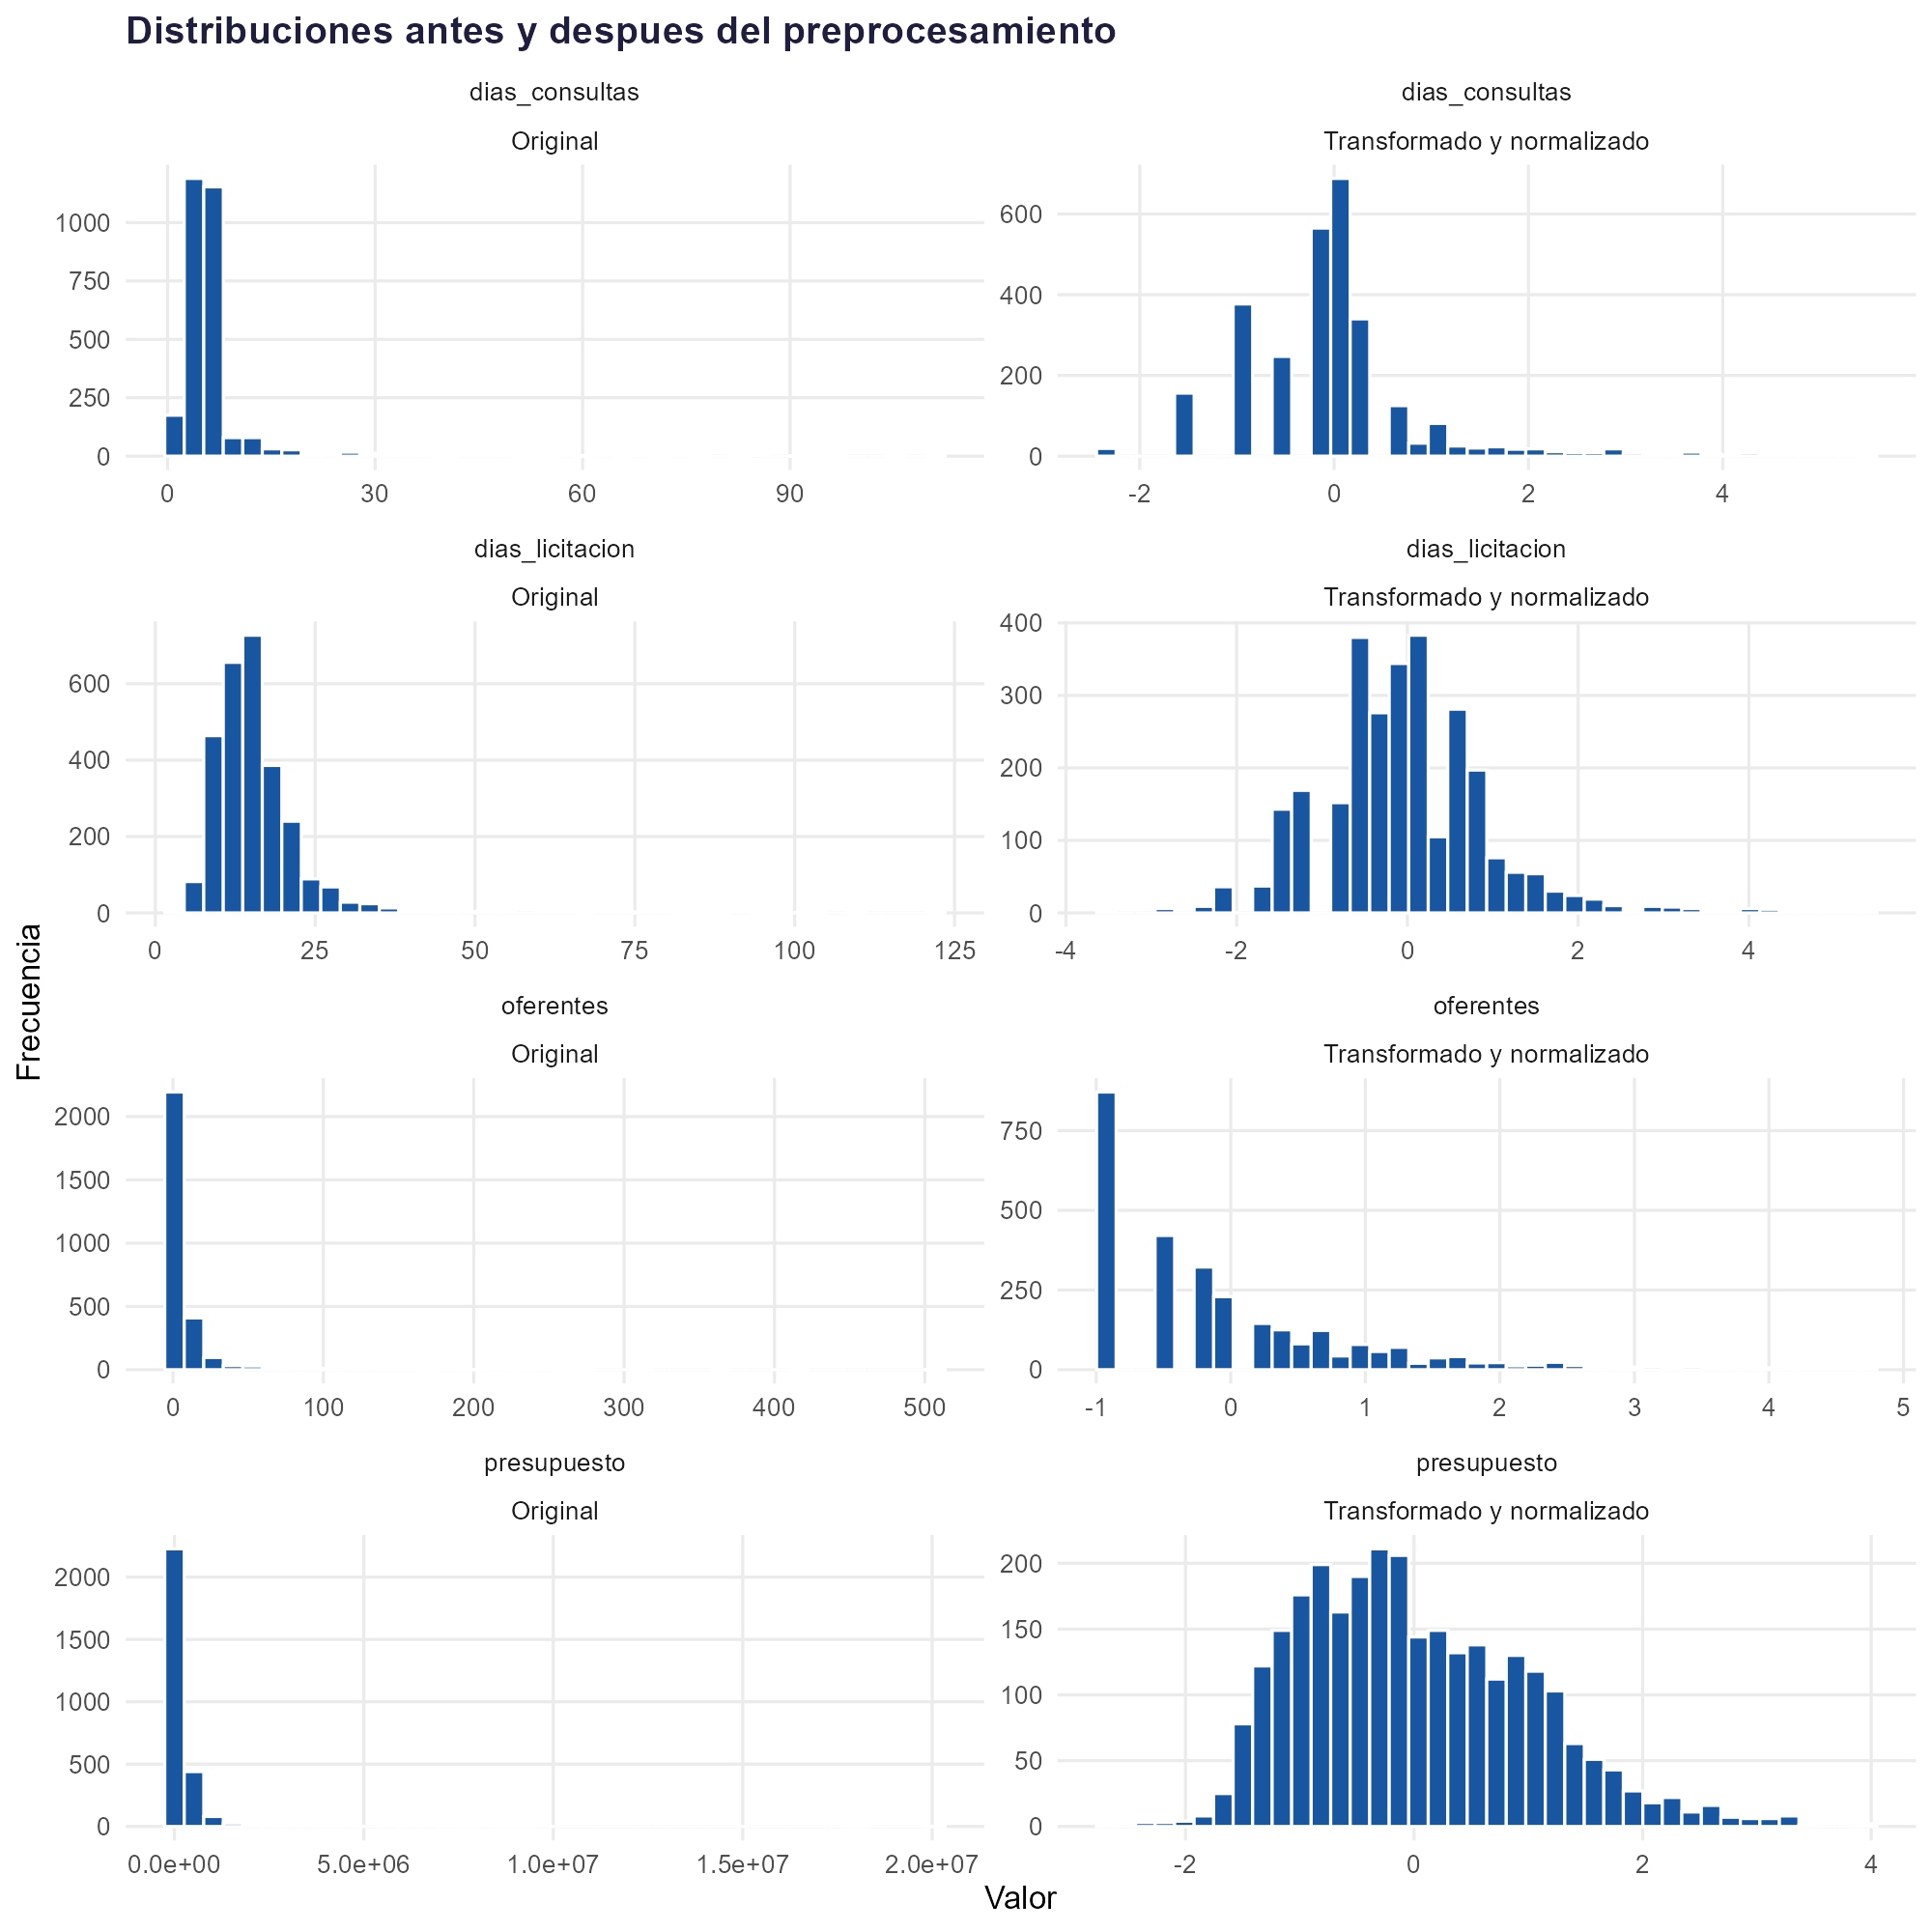 Distribuciones antes y despues del preprocesamiento
dias_consultas
Original
1000
750
500
250
0
0 30 60 90
dias_consultas
Transformado y normalizado
600
400
200
0
-2 0 2 4
dias_licitacion
Original
600
400
200
0
0 25 50 75 100 125
dias_licitacion
Transformado y normalizado
400
300
200
100
0
-4 -2 0 2 4
oferentes
Original
2000
1500
1000
500
0
0 100 200 300 400 500
oferentes
Transformado y normalizado
750
500
250
0
-1 0 1 2 3 4 5
presupuesto
Original
2000
1500
1000
500
0
0.0e+00 5.0e+06 1.0e+07 1.5e+07 2.0e+07
presupuesto
Transformado y normalizado
200
150
100
50
0
-2 0 2 4
Frecuencia
Valor